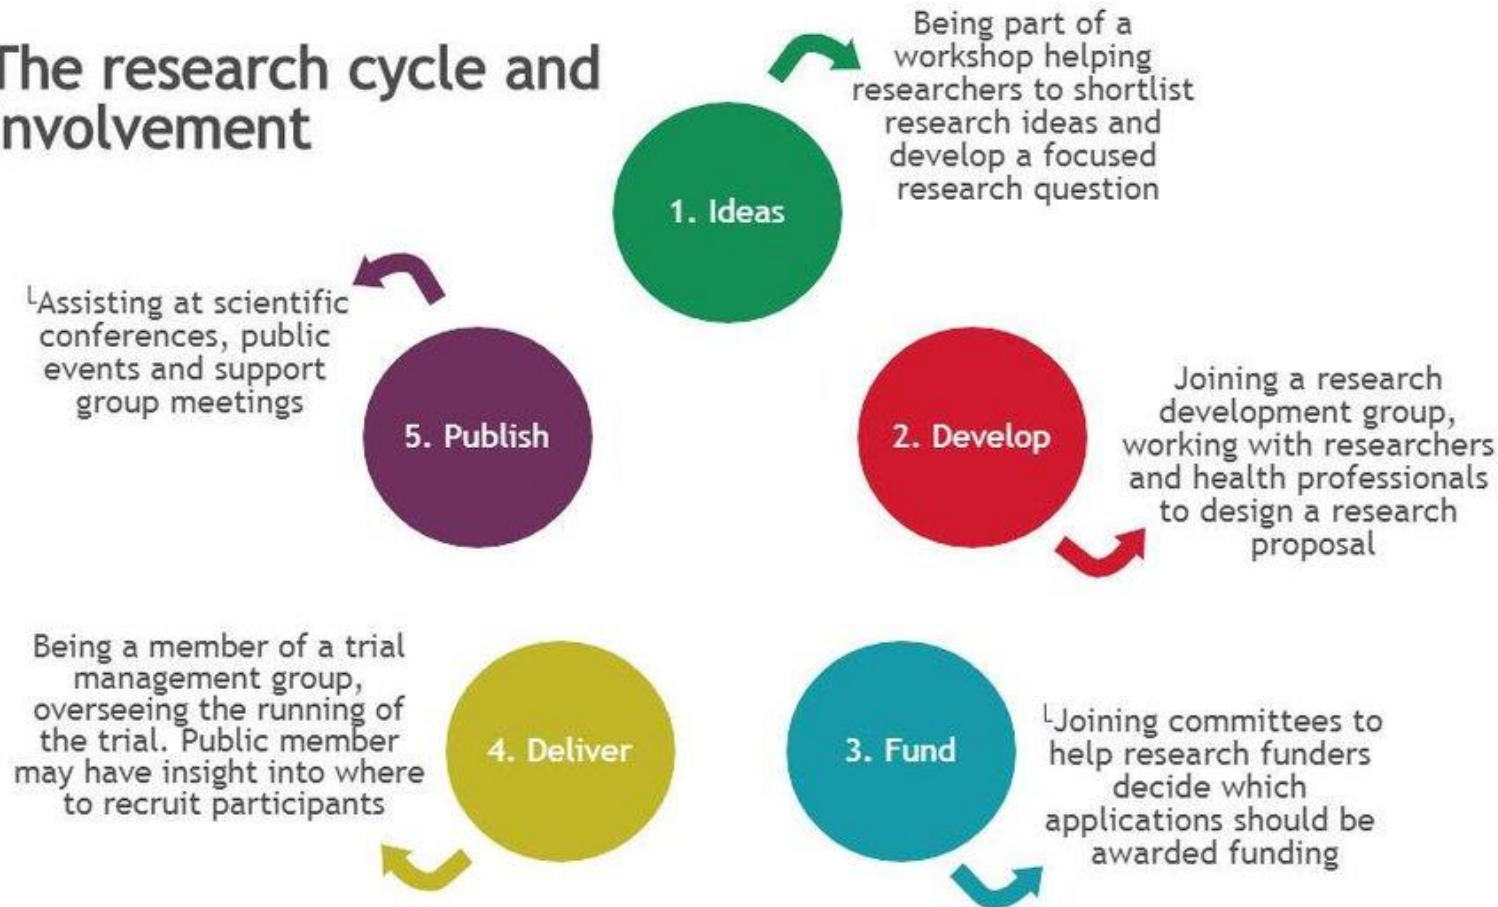 The research cycle and
involvement
Being part of a
workshop helping
researchers to shortlist
research ideas and
develop a focused
research question
1. Ideas
└Assisting at scientific
conferences, public
events and support
group meetings
5. Publish
2. Develop
Joining a research
development group,
working with researchers
and health professionals
to design a research
proposal
Being a member of a trial
management group,
overseeing the running of
the trial. Public member
may have insight into where
to recruit participants
4. Deliver
3. Fund
└Joining committees to
help research funders
decide which
applications should be
awarded funding